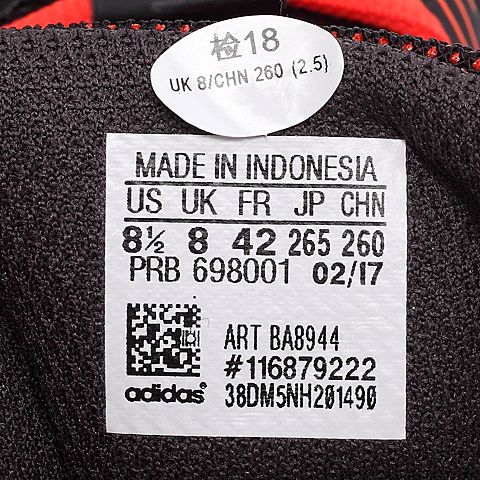 检18
UK 8/CHN 260 (2.5)
MADE IN INDONESIA
US UK FR JP CHN
8½ 8 42 265 260
PRB 698001 02/17
ART BA8944
#116879222
adidas® 38DM5NH201490